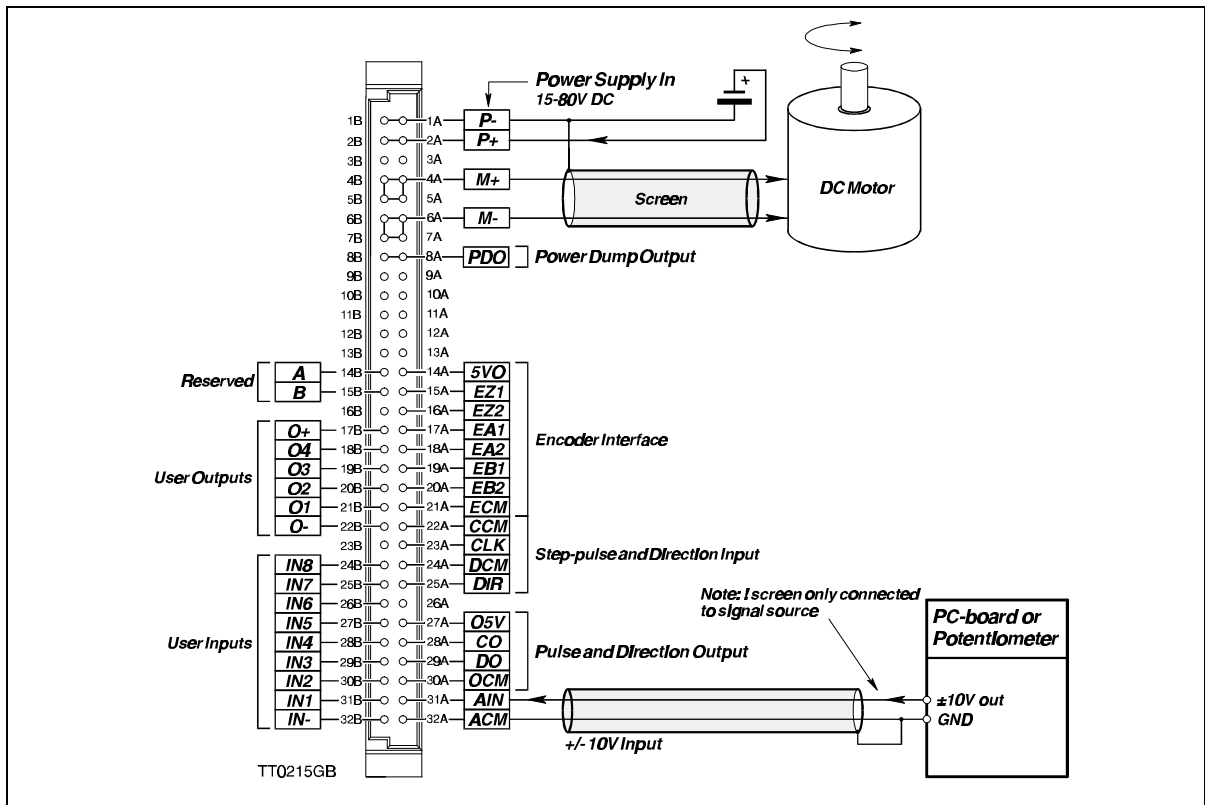 Power Supply In
15-80V DC
+
1B 1A P-
2B 2A P+
3B 3A
4B 4A M+
5B 5A
6B 6A M-
7B 7A
8B 8A PDO Power Dump Output
9B 9A
10B 10A
11B 11A
12B 12A
13B 13A
Screen
DC Motor
Reserved
A 14B 14A 5VO
B 15B 15A EZ1
16B 16A EZ2
O+ 17B 17A EA1
O4 18B 18A EA2
O3 19B 19A EB1
O2 20B 20A EB2
O1 21B 21A ECM
O- 22B 22A CCM
23B 23A CLK
IN8 24B 24A DCM
IN7 25B 25A DIR
IN6 26B 26A
IN5 27B 27A O5V
IN4 28B 28A CO
IN3 29B 29A DO
IN2 30B 30A OCM
IN1 31B 31A AIN
IN- 32B 32A ACM
User Outputs
User Inputs
Encoder Interface
Step-pulse and Direction Input
Pulse and Direction Output
Note: ! screen only connected
to signal source
PC-board or
Potentiometer
±10V out
GND
+/- 10V Input
TT0215GB